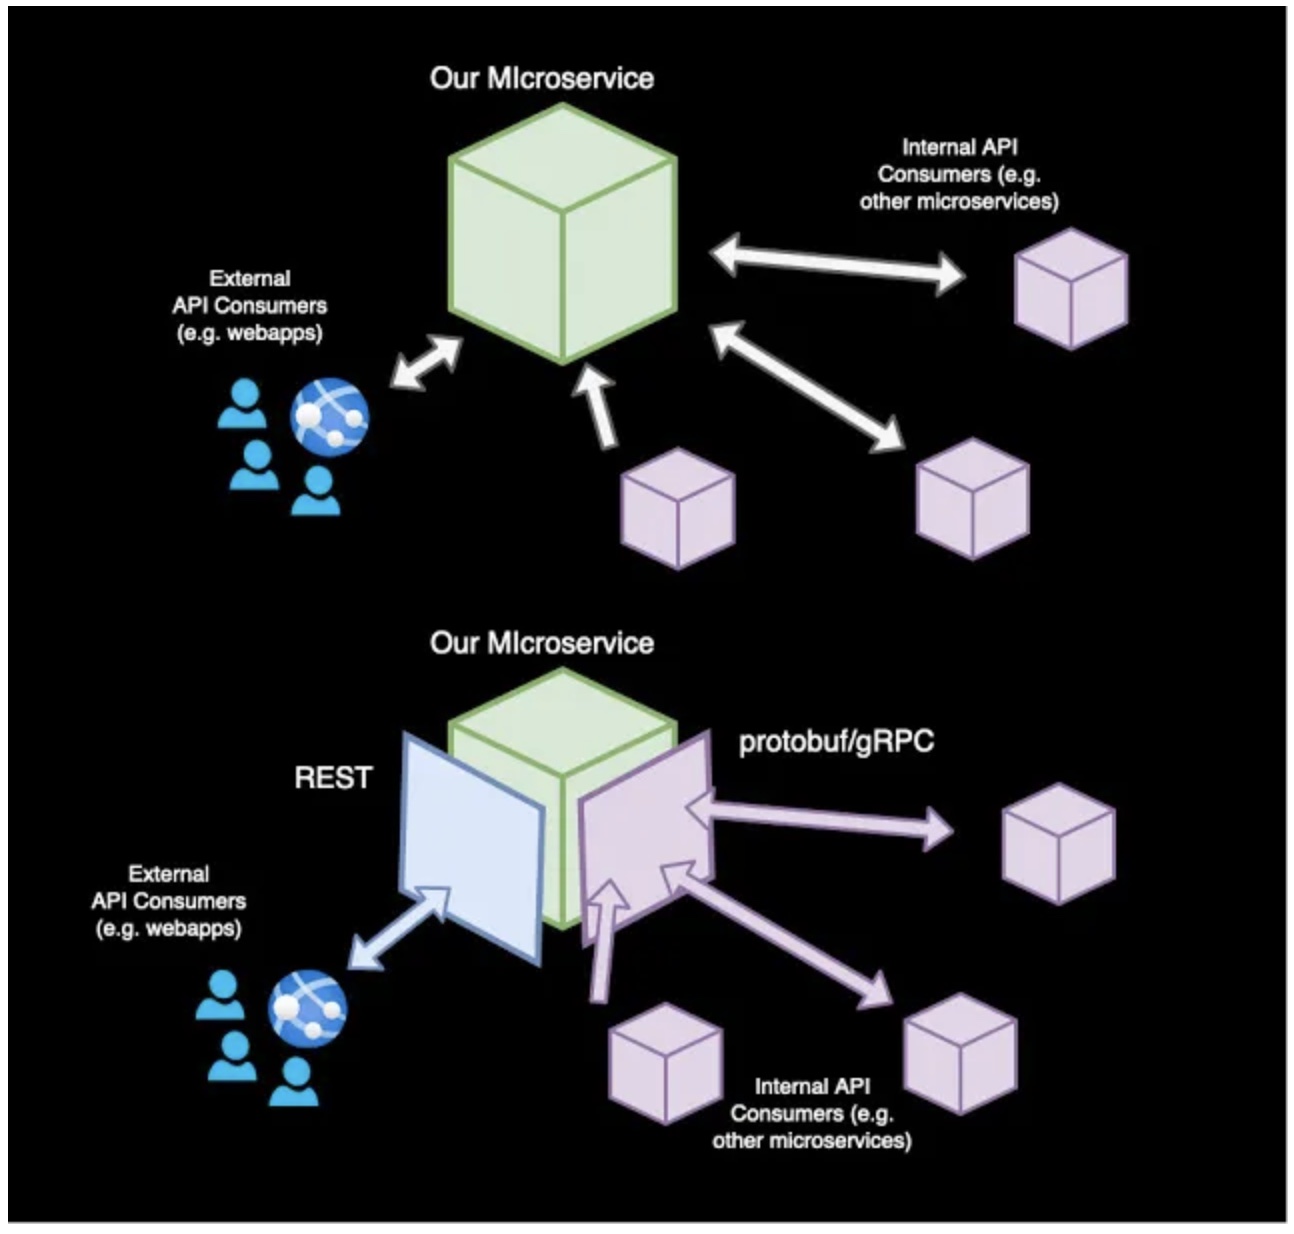 Our MIcroservice
Internal API
Consumers (e.g.
other microservices)
External
API Consumers
(e.g. webapps)
Our MIcroservice
protobuf/gRPC
REST
External
API Consumers
(e.g. webapps)
Internal API
Consumers (e.g.
other microservices)